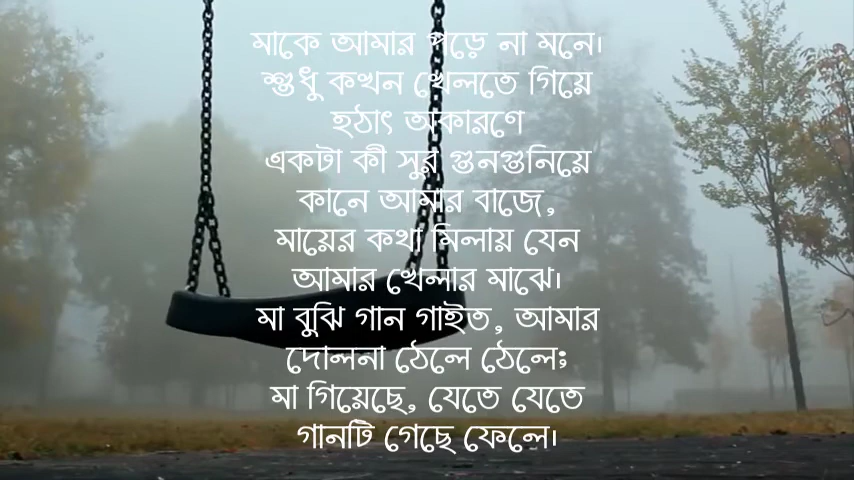 মাকে আমার পড়ে না মনে।
শুধু কখন খেলতে গিয়ে
হঠাৎ অকারণে
একটা কী সুর গুনগুনিয়ে
কানে আমার বাজে,
মায়ের কথা মিলায় যেন
আমার খেলার মাঝে।
মা বুঝি গান গাইত, আমার
দোলনা ঠেলে ঠেলে;
মা গিয়েছে, যেতে যেতে
গানটি গেছে ফেলে।